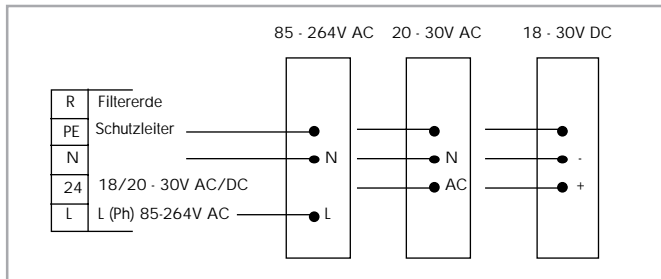 85 - 264V AC 20 - 30V AC 18 - 30V DC
R Filtererde
PE Schutzleiter
N N N -
24 18/20 - 30V AC/DC AC +
L L (Ph) 85-264V AC L